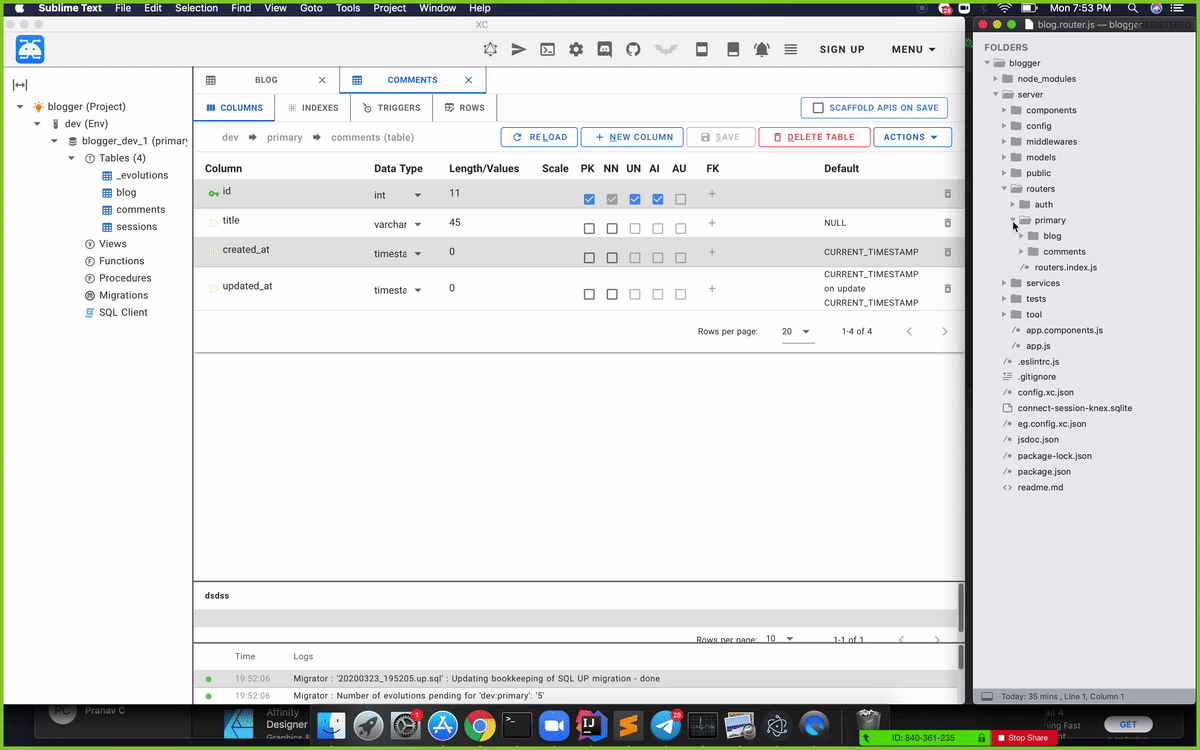 Sublime Text File Edit Selection Find View Goto Tools Project Window Help
Mon 7:53 PM
XC
blog.router.js — blogger
SIGN UP
MENU
BLOG
COMMENTS
COLUMNS
INDEXES
TRIGGERS
ROWS
SCAFFOLD APIS ON SAVE
dev
primary
comments (table)
RELOAD
NEW COLUMN
SAVE
DELETE TABLE
ACTIONS
blogger (Project)
dev (Env)
blogger_dev_1 (primary
Tables (4)
_evolutions
blog
comments
sessions
Views
Functions
Procedures
Migrations
SQL Client
Column Data Type Length/Values Scale PK NN UN AI AU FK Default
id int 11
title varchar 45 NULL
created_at timesta 0 CURRENT_TIMESTAMP
updated_at timesta 0 CURRENT_TIMESTAMP
on update
CURRENT_TIMESTAMP
Rows per page: 20 1-4 of 4
dsdss
Rows per page: 10 1-1 of 1
Time Logs
19:52:06 Migrator : '20200323_195205.up.sql' : Updating bookkeeping of SQL UP migration - done
19:52:06 Migrator : Number of evolutions pending for 'dev:primary': '5'
FOLDERS
blogger
node_modules
server
components
config
middlewares
models
public
routers
auth
primary
blog
comments
routers.index.js
services
tests
tool
app.components.js
app.js
.eslintrc.js
.gitignore
config.xc.json
connect-session-knex.sqlite
eg.config.xc.json
jsdoc.json
package-lock.json
package.json
readme.md
Today: 35 mins , Line 1, Column 1
PC
Pranav C
Affinity
Designer
GET
ID: 840-361-235
Stop Share